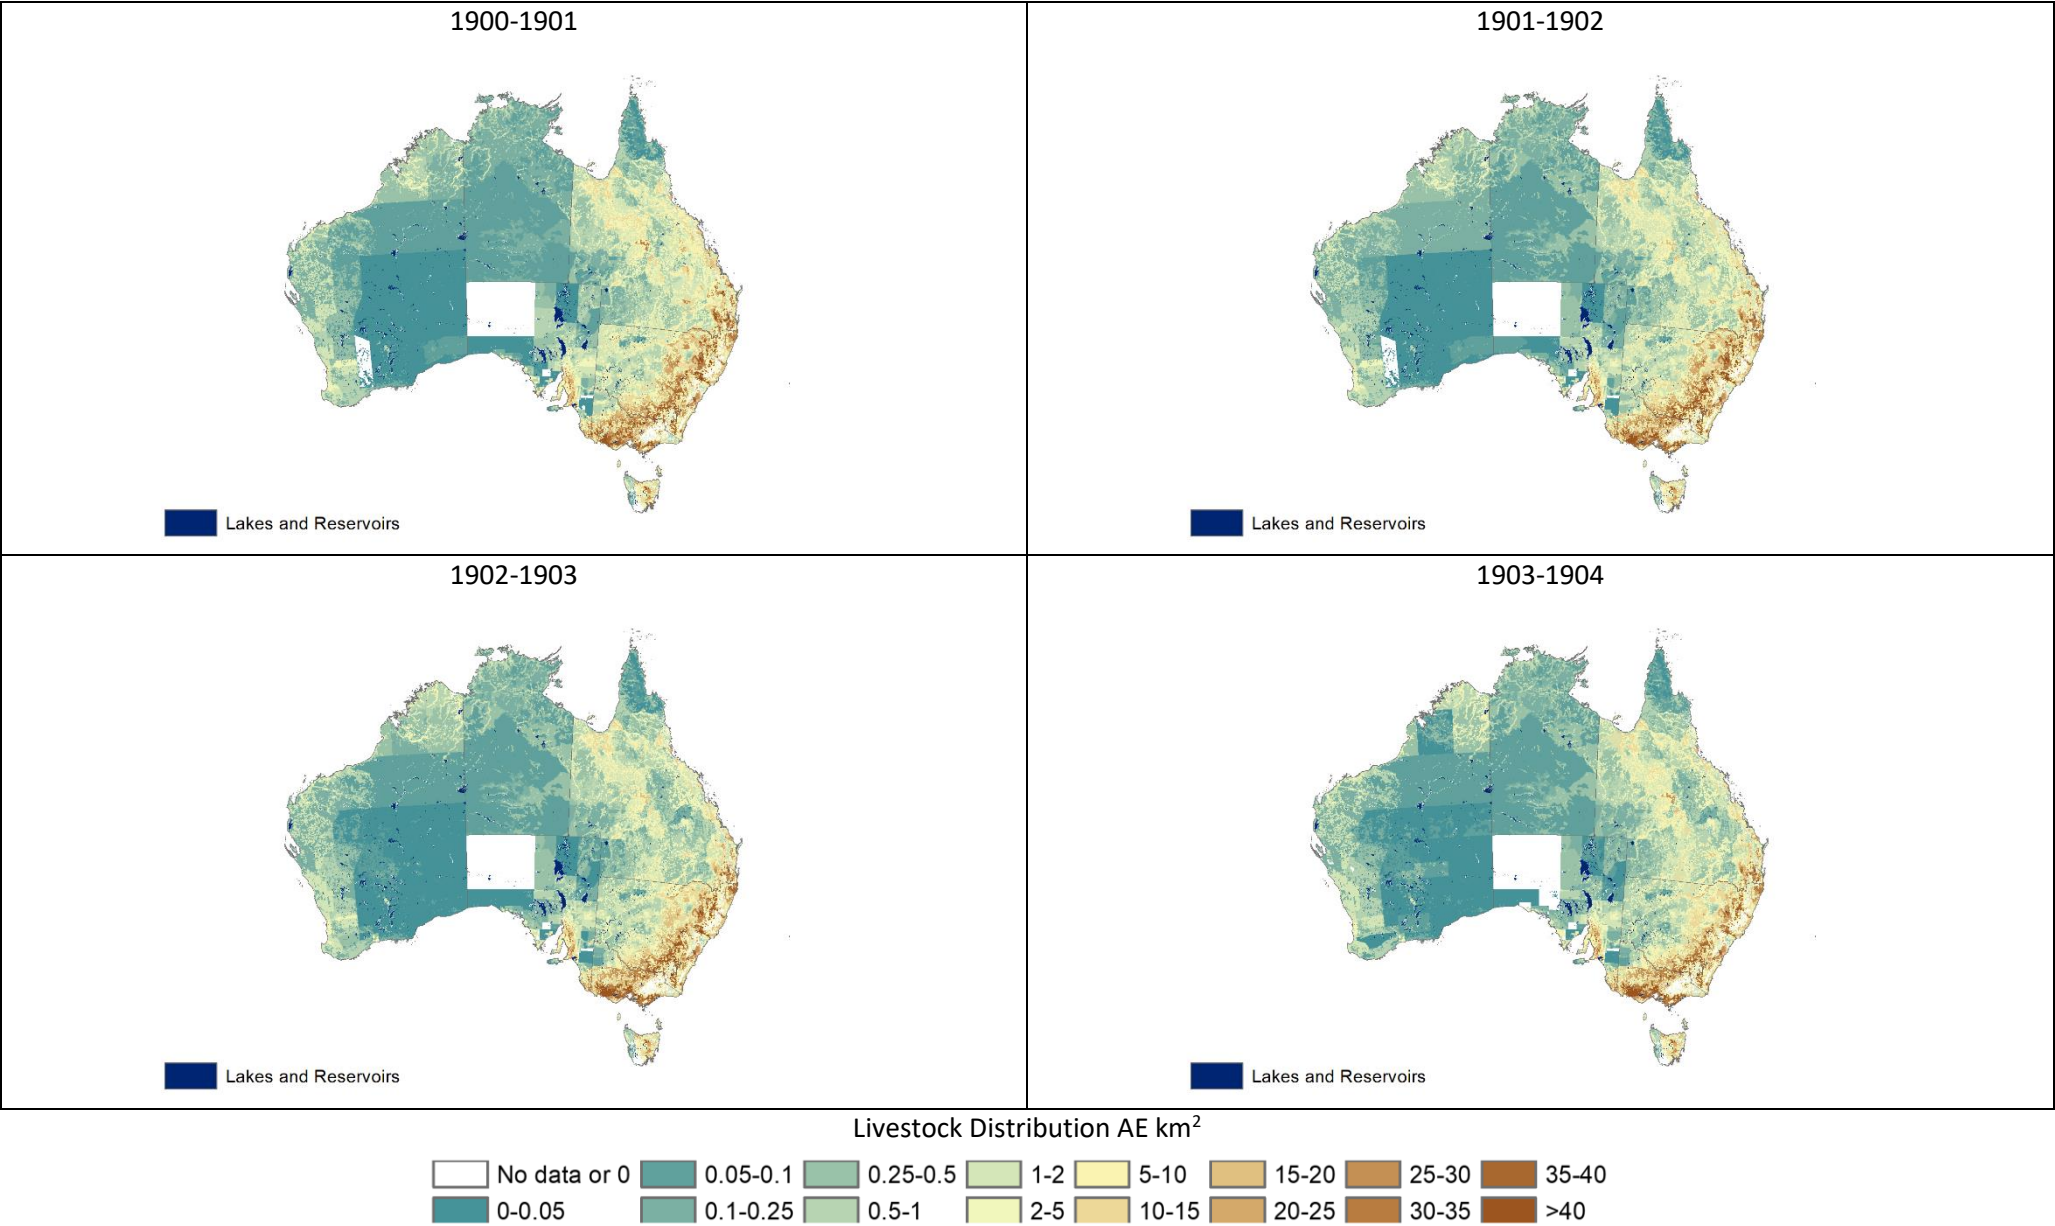 1900-1901
1901-1902
Lakes and Reservoirs
Lakes and Reservoirs
1902-1903
1903-1904
Lakes and Reservoirs
Lakes and Reservoirs
Livestock Distribution AE km²
No data or 0 0.05-0.1 0.25-0.5 1-2 5-10 15-20 25-30 35-40
0-0.05 0.1-0.25 0.5-1 2-5 10-15 20-25 30-35 >40